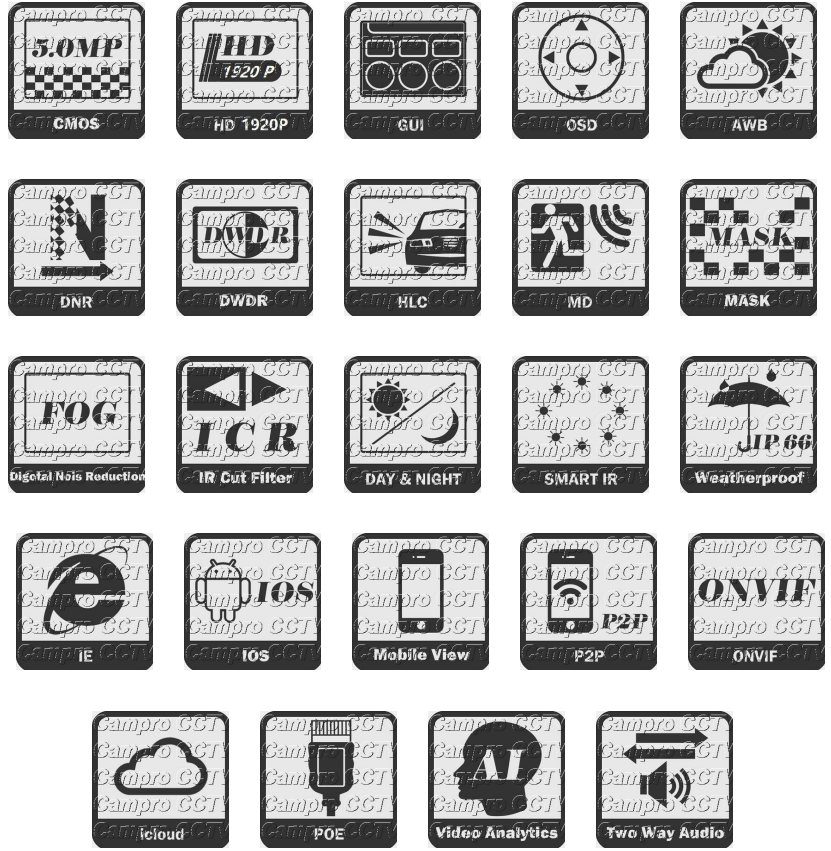 5.0MP
CMOS
HD
1920 P
HD 1920P
GUI
OSD
AWB
N
DNR
DWDR
DWDR
HLC
MD
MASK
MASK
FOG
Digotal Nois Reduction
ICR
IR Cut Filter
DAY & NIGHT
SMART IR
IP 66
Weatherproof
e
IE
IOS
IOS
Mobile View
P2P
P2P
ONVIF
ONVIF
icloud
POE
AI
Video Analytics
Two Way Audio
Campro CCTV